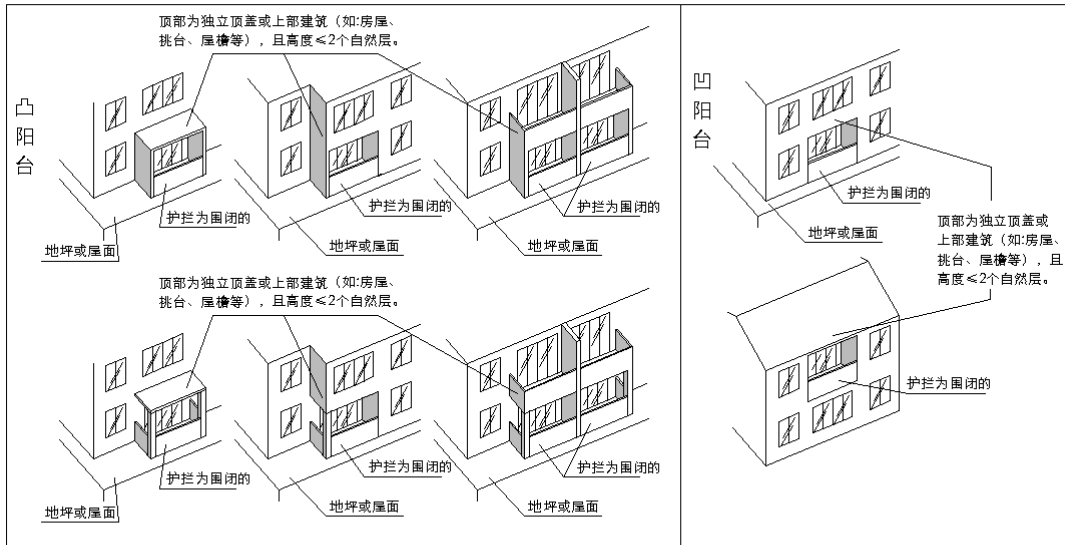 凸
阳
台
顶部为独立顶盖或上部建筑（如:房屋、
挑台、屋檐等），且高度≤2个自然层。
护拦为围闭的
护拦为围闭的
护拦为围闭的
地坪或屋面
地坪或屋面
地坪或屋面
顶部为独立顶盖或上部建筑（如:房屋、
挑台、屋檐等），且高度≤2个自然层。
护拦为围闭的
护拦为围闭的
护拦为围闭的
地坪或屋面
地坪或屋面
地坪或屋面
凹
阳
台
护拦为围闭的
地坪或屋面
顶部为独立顶盖或
上部建筑（如:房屋、
挑台、屋檐等），且
高度≤2个自然层。
护拦为围闭的